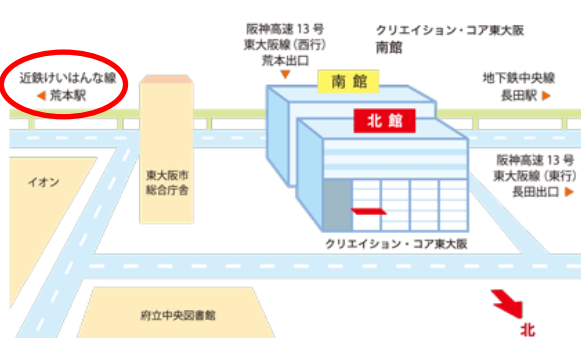 阪神高速 13 号
東大阪線（西行）
荒本出口
クリエイション・コア東大阪
南館
近鉄けいはんな線
荒本駅
南 館
地下鉄中央線
長田駅
北 館
阪神高速 13 号
東大阪線（東行）
長田出口
イオン
東大阪市
総合庁舎
クリエイション・コア東大阪
府立中央図書館
北